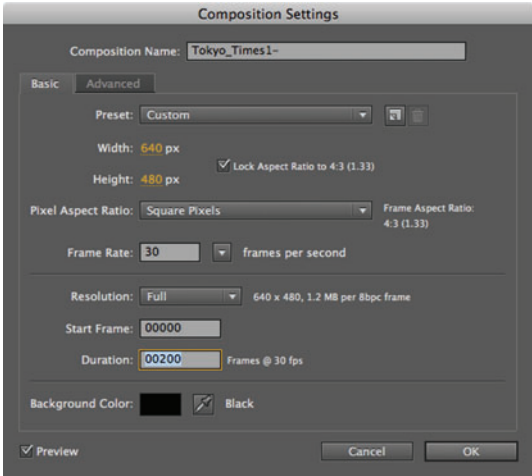 Composition Settings
Composition Name: Tokyo_Times1-
Basic Advanced
Preset: Custom
Width: 640 px
Lock Aspect Ratio to 4:3 (1.33)
Height: 480 px
Pixel Aspect Ratio: Square Pixels Frame Aspect Ratio:
4:3 (1.33)
Frame Rate: 30 frames per second
Resolution: Full 640 x 480, 1.2 MB per 8bpc frame
Start Frame: 00000
Duration: 00200 Frames @ 30 fps
Background Color: Black
Preview Cancel OK